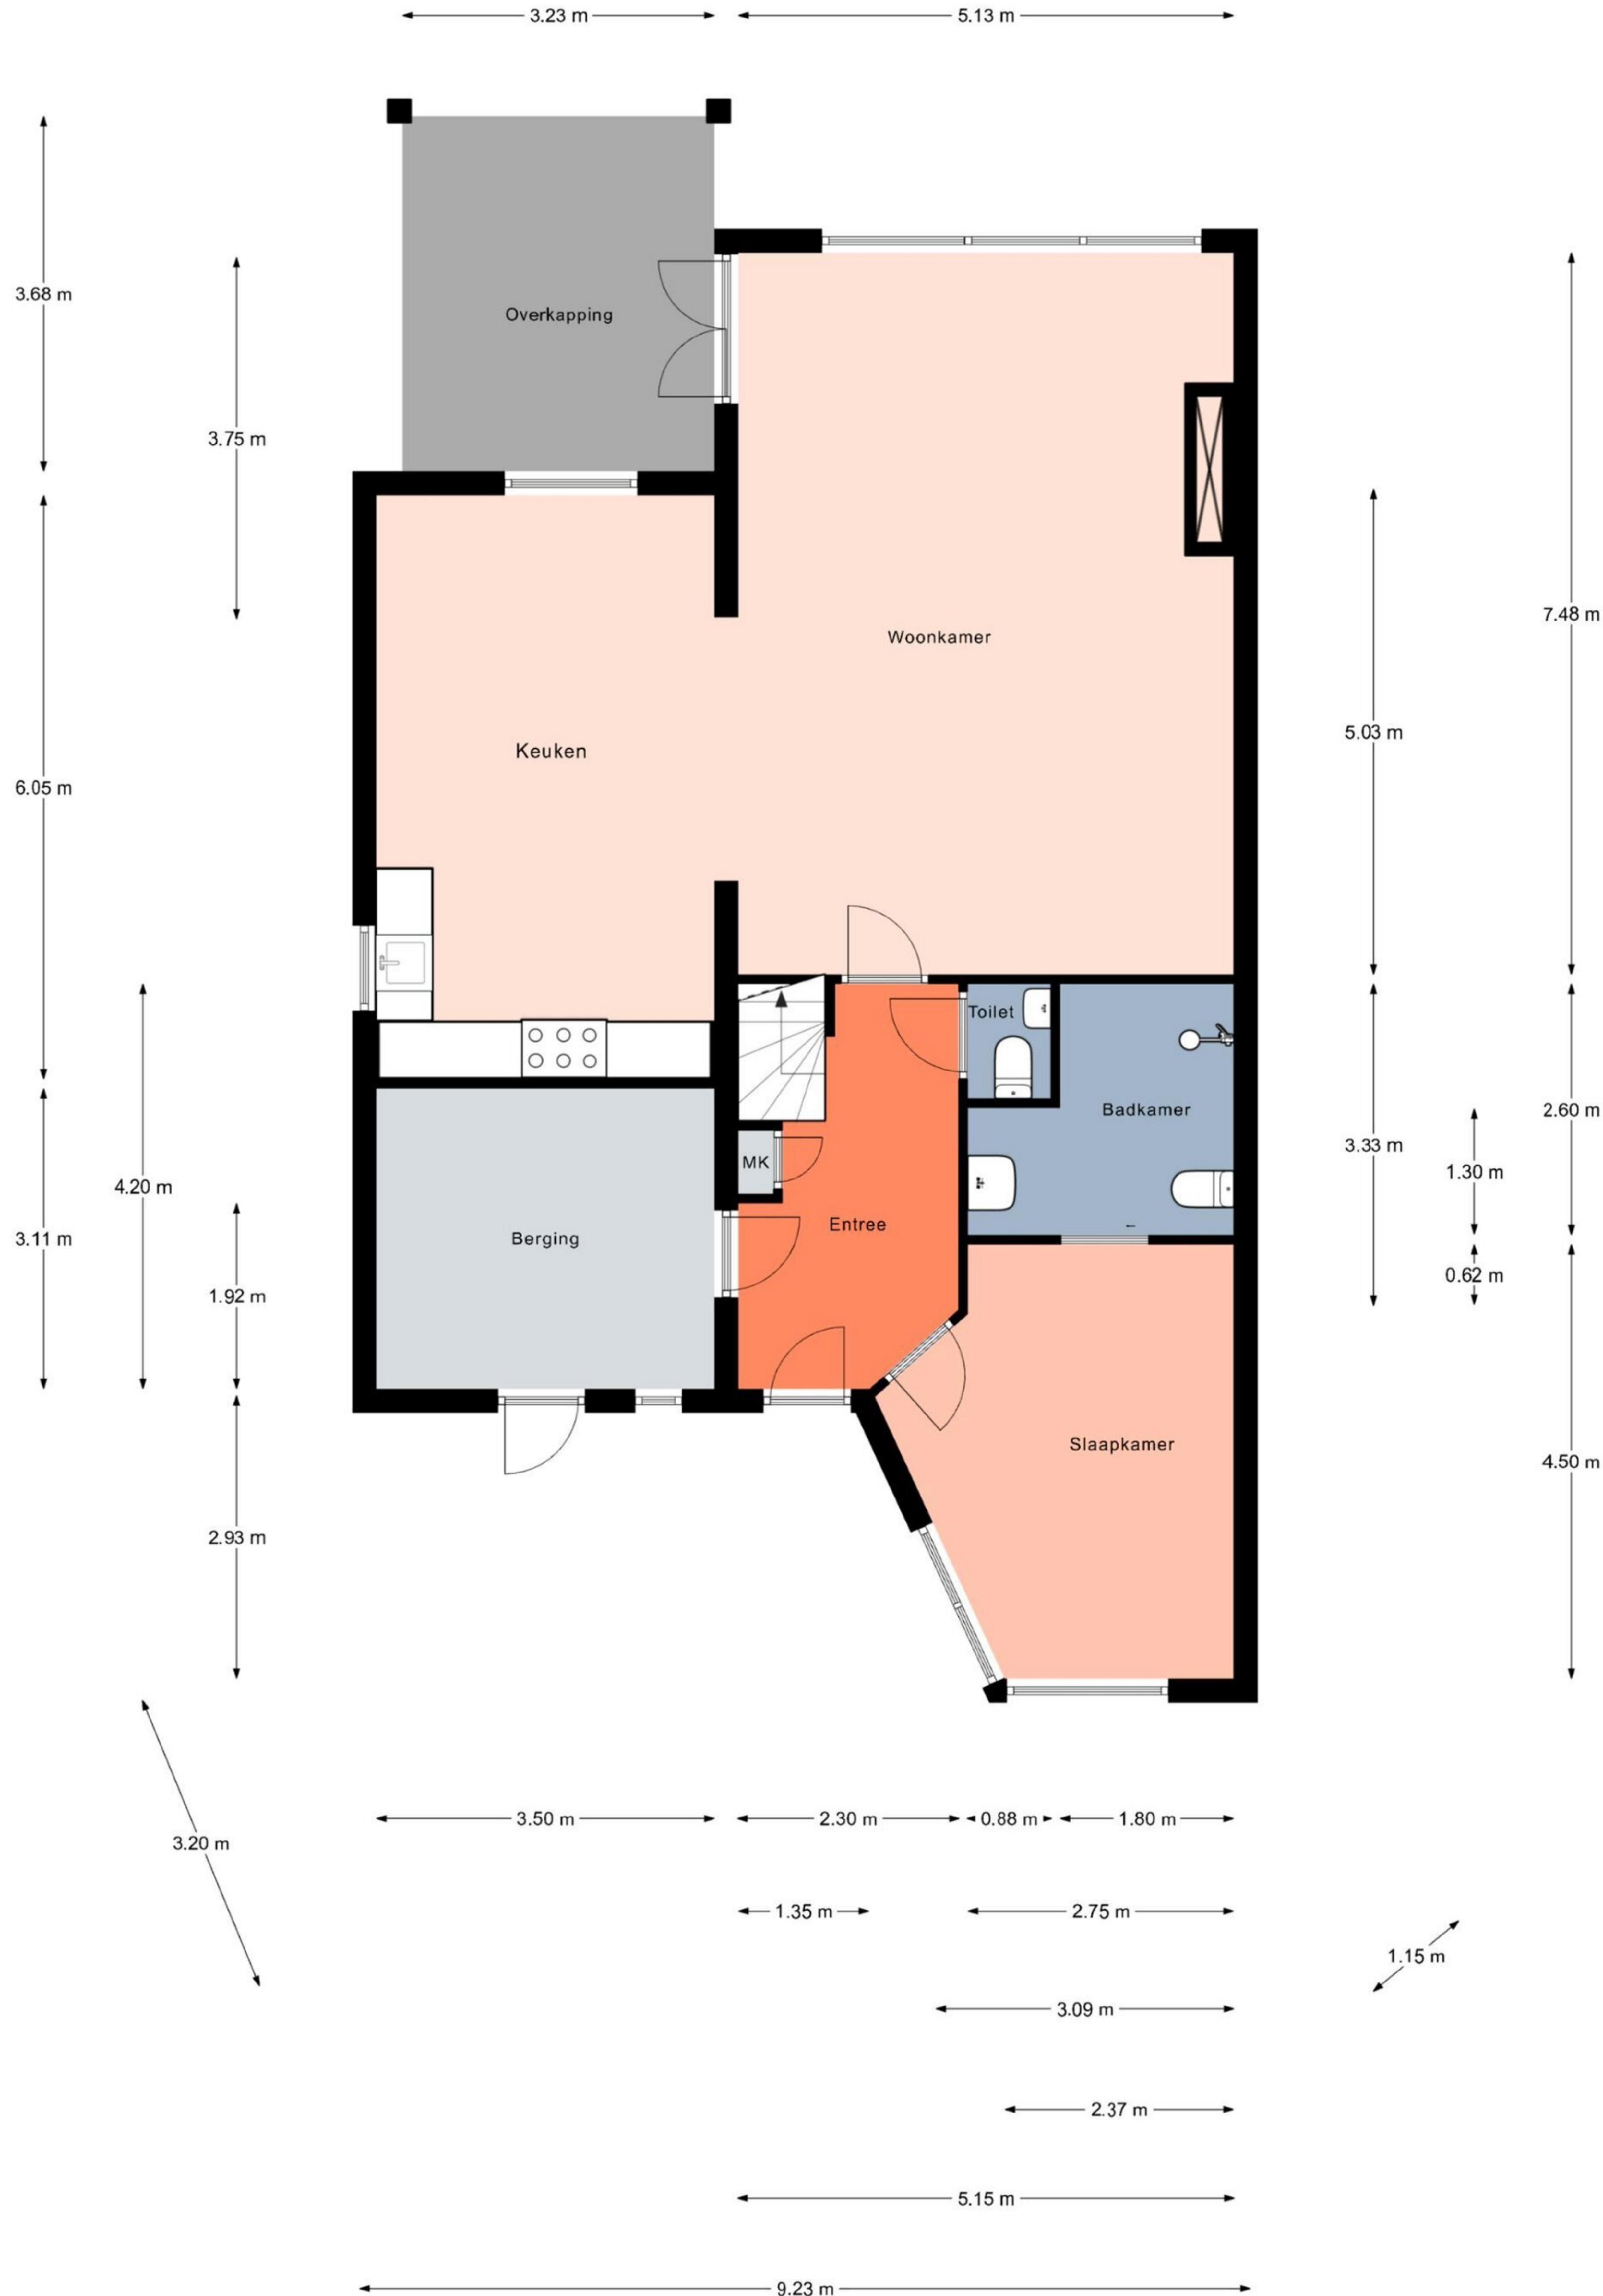 3.23 m
5.13 m
3.68 m
Overkapping
3.75 m
7.48 m
Woonkamer
5.03 m
Keuken
6.05 m
Toilet
Badkamer
2.60 m
3.33 m
MK
1.30 m
4.20 m
Entree
Berging
3.11 m
0.62 m
1.92 m
Slaapkamer
4.50 m
2.93 m
3.50 m
2.30 m
0.88 m
1.80 m
3.20 m
1.35 m
2.75 m
1.15 m
3.09 m
2.37 m
5.15 m
9.23 m